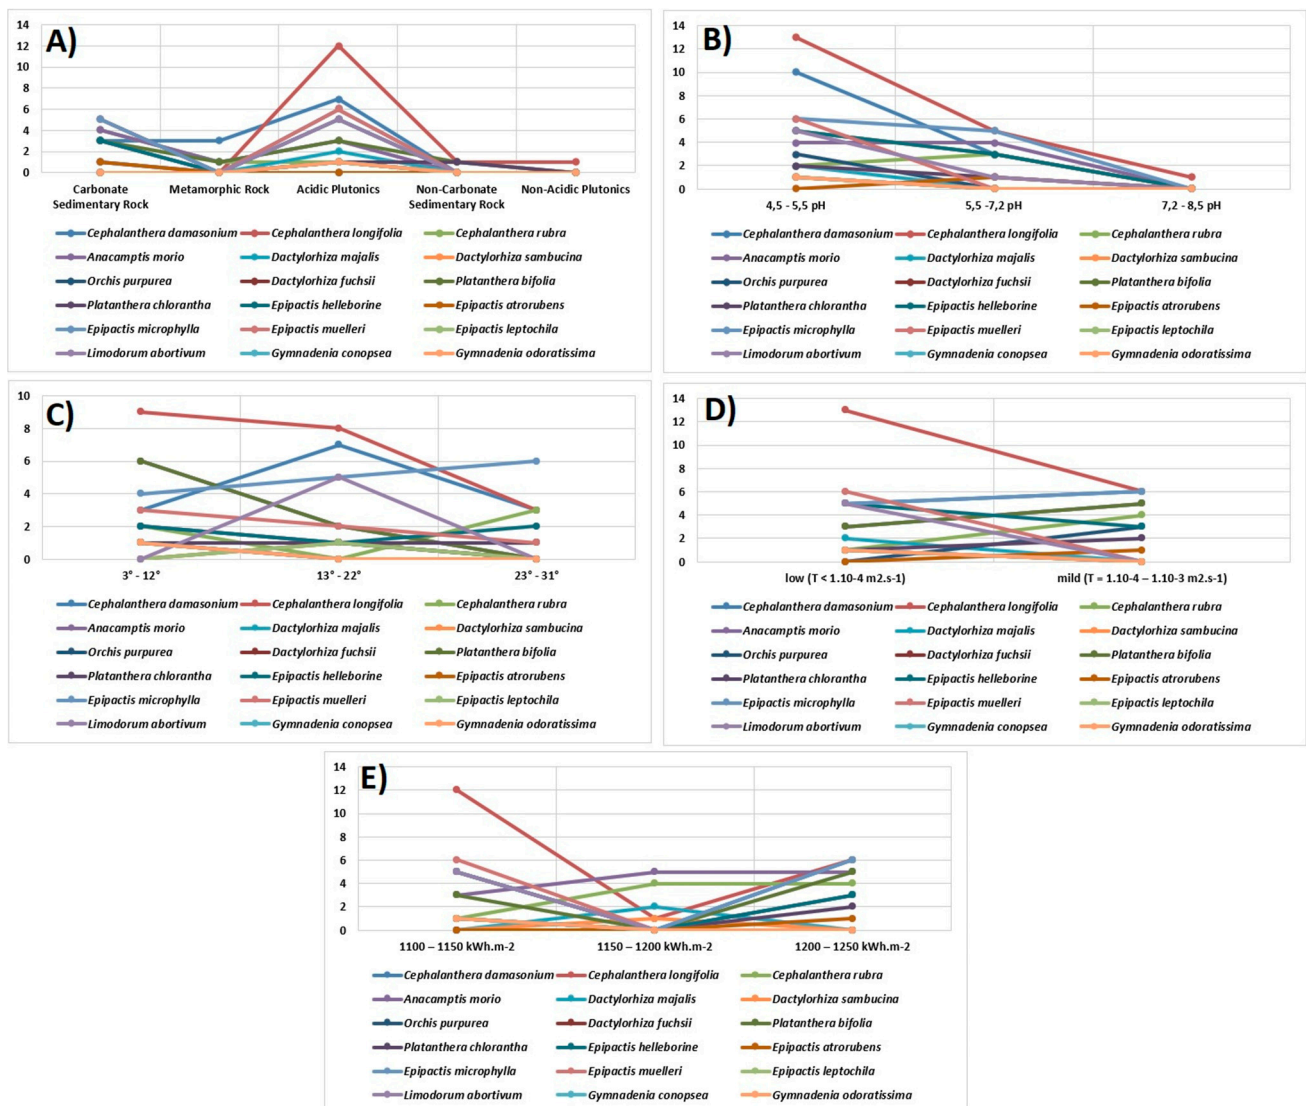 A)
14
12
10
8
6
4
2
0
Carbonate Sedimentary Rock
Metamorphic Rock
Acidic Plutonics
Non-Carbonate Sedimentary Rock
Non-Acidic Plutonics
Cephalanthera damasonium Cephalanthera longifolia Cephalanthera rubra
Anacamptis morio Dactylorhiza majalis Dactylorhiza sambucina
Orchis purpurea Dactylorhiza fuchsii Platanthera bifolia
Platanthera chlorantha Epipactis helleborine Epipactis atrorubens
Epipactis microphylla Epipactis muelleri Epipactis leptochila
Limodorum abortivum Gymnadenia conopsea Gymnadenia odoratissima
B)
14
12
10
8
6
4
2
0
4,5 - 5,5 pH 5,5 -7,2 pH 7,2 - 8,5 pH
Cephalanthera damasonium Cephalanthera longifolia Cephalanthera rubra
Anacamptis morio Dactylorhiza majalis Dactylorhiza sambucina
Orchis purpurea Dactylorhiza fuchsii Platanthera bifolia
Platanthera chlorantha Epipactis helleborine Epipactis atrorubens
Epipactis microphylla Epipactis muelleri Epipactis leptochila
Limodorum abortivum Gymnadenia conopsea Gymnadenia odoratissima
C)
10
8
6
4
2
0
3° - 12° 13° - 22° 23° - 31°
Cephalanthera damasonium Cephalanthera longifolia Cephalanthera rubra
Anacamptis morio Dactylorhiza majalis Dactylorhiza sambucina
Orchis purpurea Dactylorhiza fuchsii Platanthera bifolia
Platanthera chlorantha Epipactis helleborine Epipactis atrorubens
Epipactis microphylla Epipactis muelleri Epipactis leptochila
Limodorum abortivum Gymnadenia conopsea Gymnadenia odoratissima
D)
14
12
10
8
6
4
2
0
low (T < 1.10-4 m2.s-1) mild (T = 1.10-4 – 1.10-3 m2.s-1)
Cephalanthera damasonium Cephalanthera longifolia Cephalanthera rubra
Anacamptis morio Dactylorhiza majalis Dactylorhiza sambucina
Orchis purpurea Dactylorhiza fuchsii Platanthera bifolia
Platanthera chlorantha Epipactis helleborine Epipactis atrorubens
Epipactis microphylla Epipactis muelleri Epipactis leptochila
Limodorum abortivum Gymnadenia conopsea Gymnadenia odoratissima
E)
14
12
10
8
6
4
2
0
1100 – 1150 kWh.m-2 1150 – 1200 kWh.m-2 1200 – 1250 kWh.m-2
Cephalanthera damasonium Cephalanthera longifolia Cephalanthera rubra
Anacamptis morio Dactylorhiza majalis Dactylorhiza sambucina
Orchis purpurea Dactylorhiza fuchsii Platanthera bifolia
Platanthera chlorantha Epipactis helleborine Epipactis atrorubens
Epipactis microphylla Epipactis muelleri Epipactis leptochila
Limodorum abortivum Gymnadenia conopsea Gymnadenia odoratissima